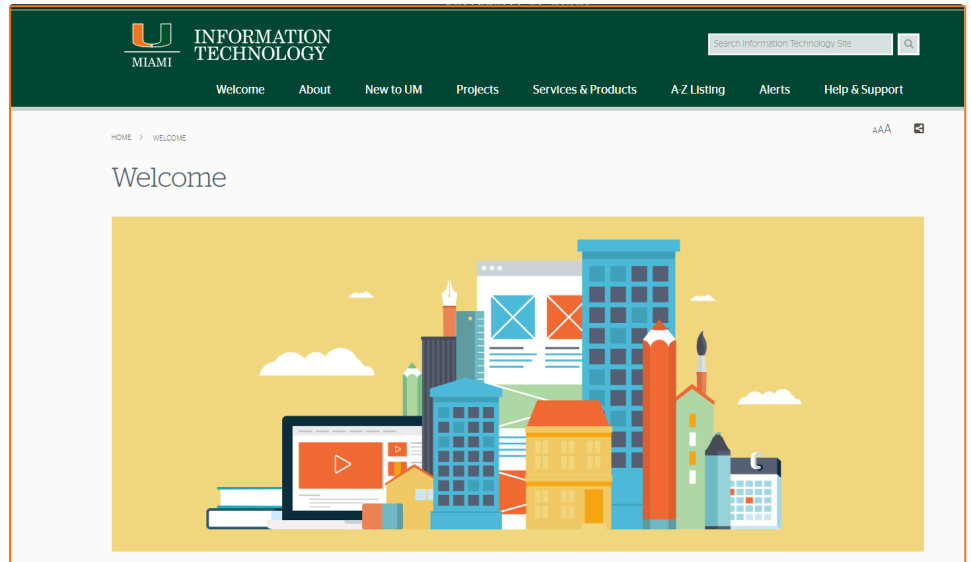 INFORMATION
TECHNOLOGY
MIAMI
Search Information Technology Site
Welcome About New to UM Projects Services & Products A-Z Listing Alerts Help & Support
HOME > WELCOME
AAA
Welcome